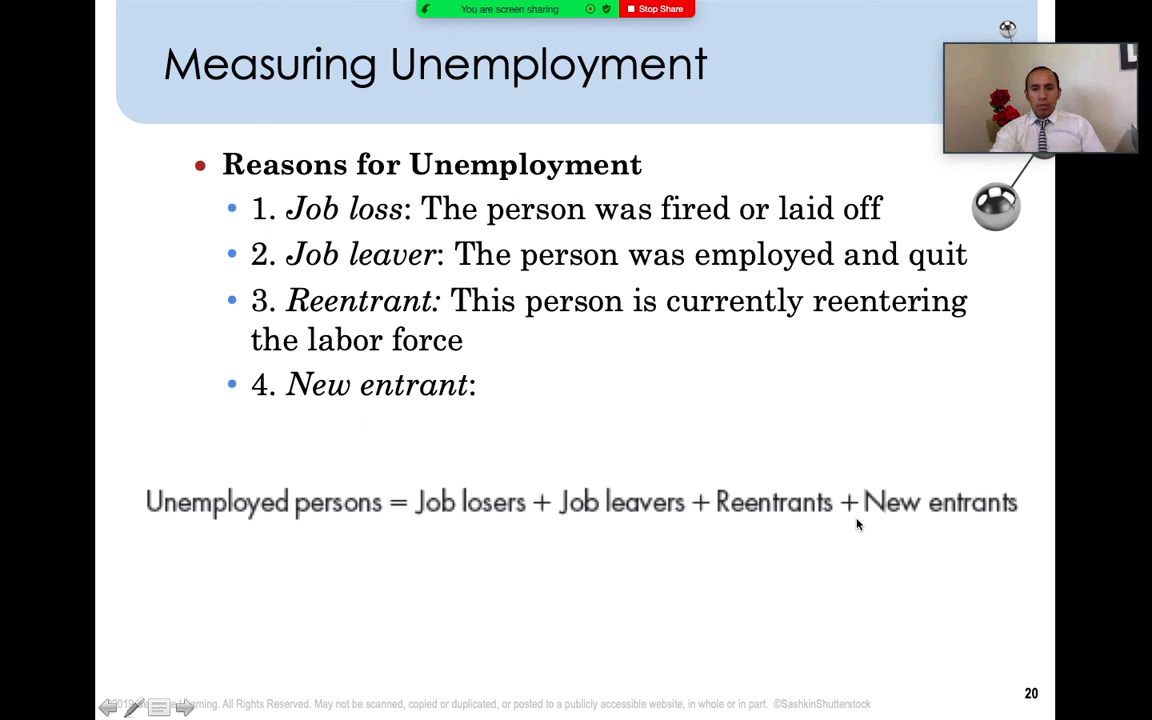 You are screen sharing
Stop Share
Measuring Unemployment
Reasons for Unemployment
1. Job loss: The person was fired or laid off
2. Job leaver: The person was employed and quit
3. Reentrant: This person is currently reentering
the labor force
4. New entrant:
Unemployed persons = Job losers + Job leavers + Reentrants + New entrants
20
All Rights Reserved. May not be scanned, copied or duplicated, or posted to a publicly accessible website, in whole or in part. ©SashkinShutterstock